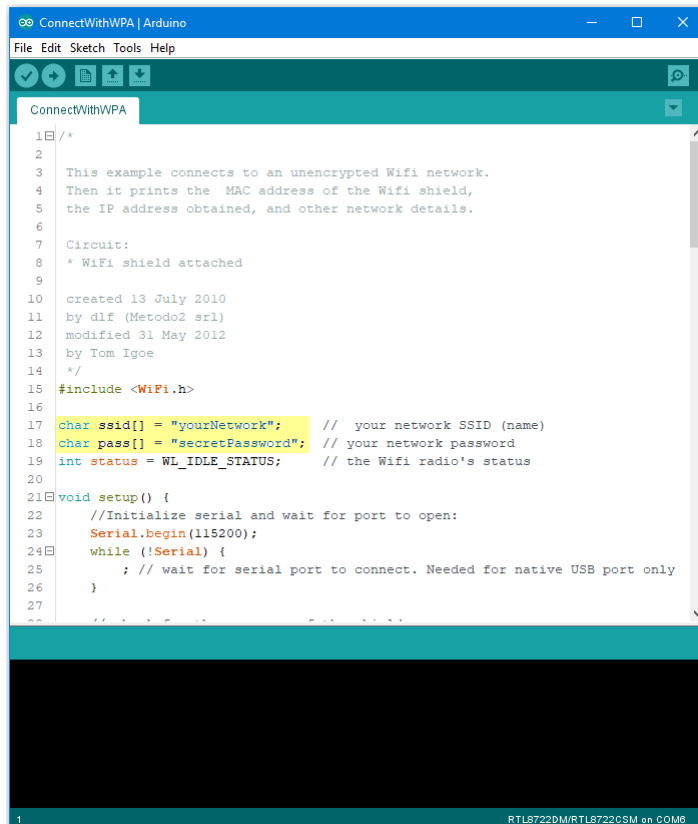 ConnectWithWPA | Arduino
File Edit Sketch Tools Help
ConnectWithWPA
1 /*
2
3 This example connects to an unencrypted Wifi network.
4 Then it prints the  MAC address of the Wifi shield,
5 the IP address obtained, and other network details.
6
7 Circuit:
8 * WiFi shield attached
9
10 created 13 July 2010
11 by dlf (Metodo2 srl)
12 modified 31 May 2012
13 by Tom Igoe
14 */
15 #include <WiFi.h>
16
17 char ssid[] = "yourNetwork";     //  your network SSID (name)
18 char pass[] = "secretPassword";  // your network password
19 int status = WL_IDLE_STATUS;     // the Wifi radio's status
20
21 void setup() {
22     //Initialize serial and wait for port to open:
23     Serial.begin(115200);
24     while (!Serial) {
25         ; // wait for serial port to connect. Needed for native USB port only
26     }
27
1 RTL8722DM/RTL8722CSM on COM6